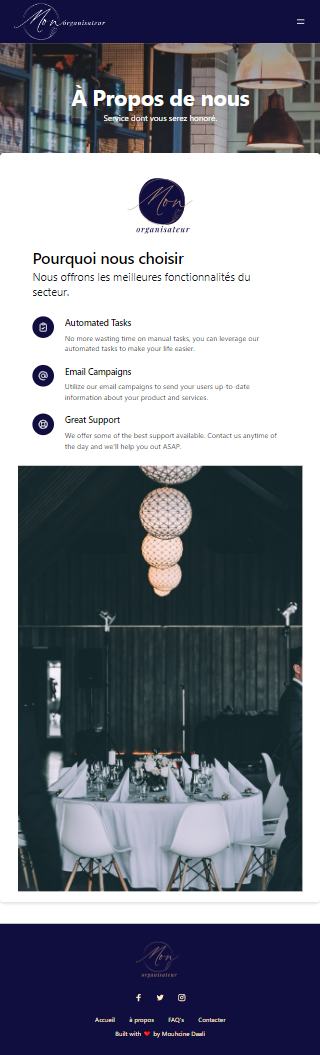 Mon organisateur
À Propos de nous
Service dont vous serez honoré.
Mon
organisateur
Pourquoi nous choisir
Nous offrons les meilleures fonctionnalités du
secteur.
Automated Tasks
No more wasting time on manual tasks, you can leverage our
automated tasks to make your life easier.
Email Campaigns
Utilize our email campaigns to send your users up-to-date
information about your product and services.
Great Support
We offer some of the best support available. Contact us anytime of
the day and we'll help you out ASAP.
Mon
organisateur
Accueil à propos FAQ's Contacter
Built with ❤ by Mouhcine Daali